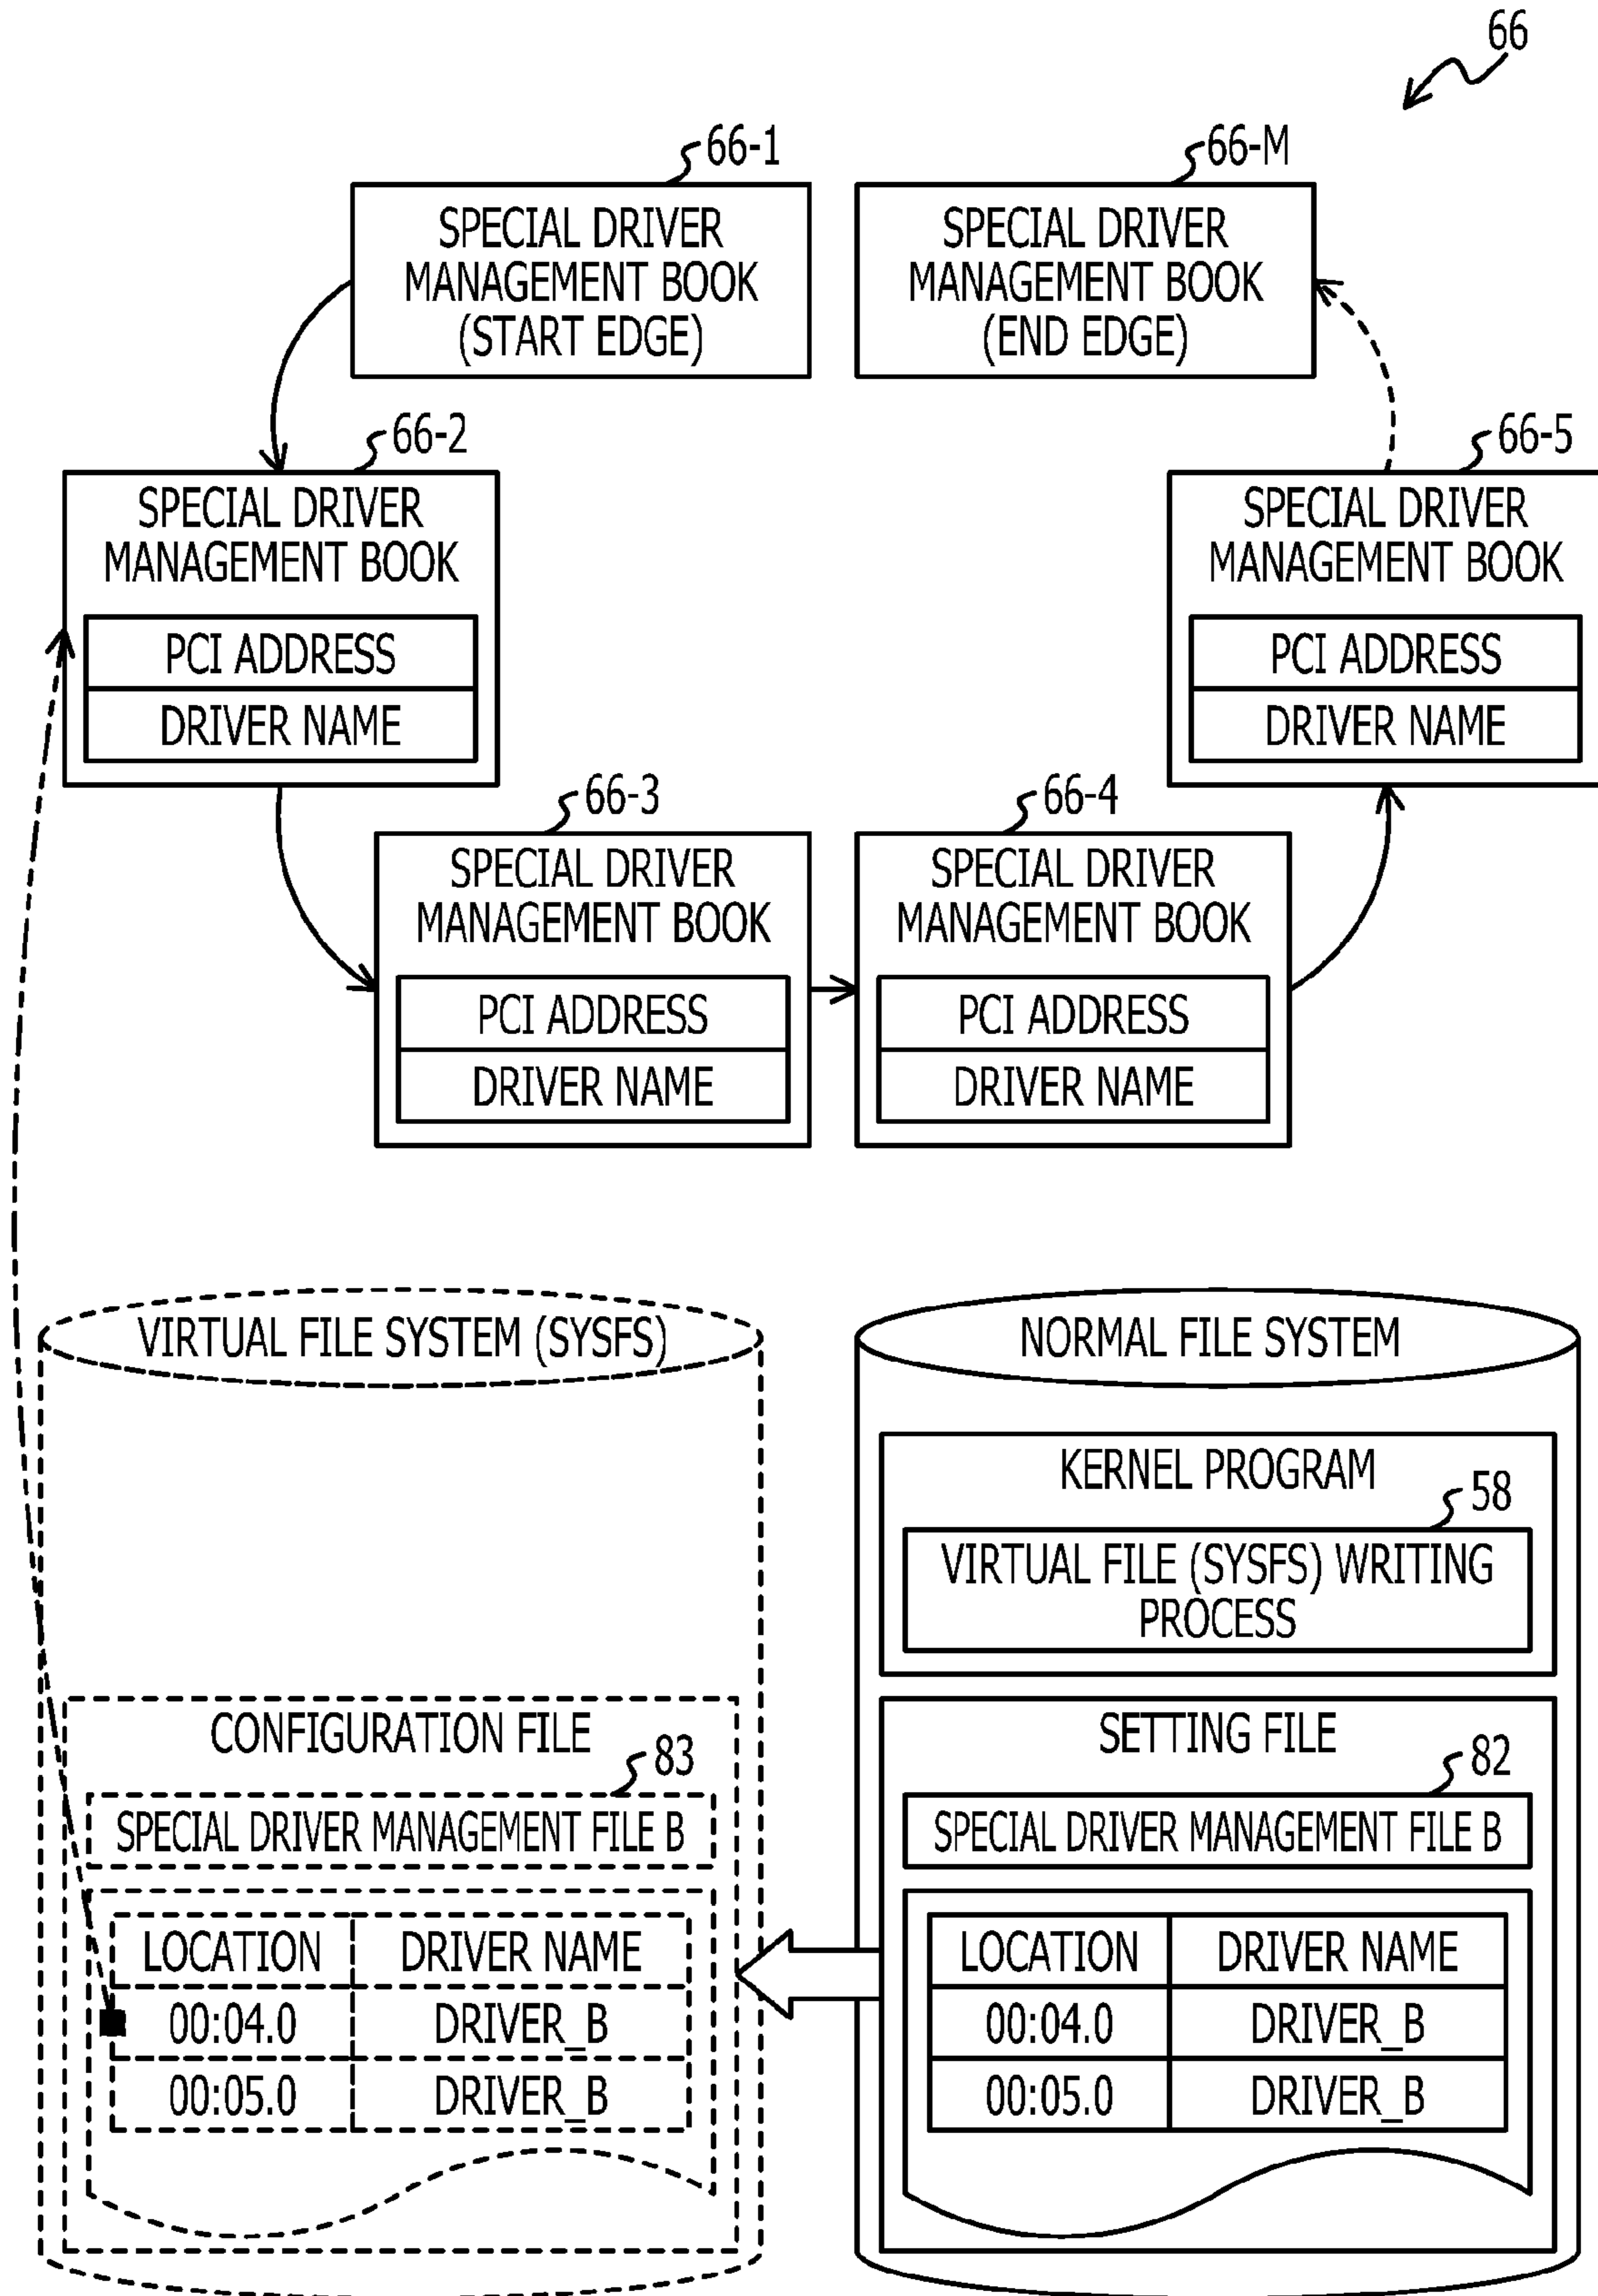 66
66-1
SPECIAL DRIVER
MANAGEMENT BOOK
(START EDGE)
66-M
SPECIAL DRIVER
MANAGEMENT BOOK
(END EDGE)
66-2
SPECIAL DRIVER
MANAGEMENT BOOK
PCI ADDRESS
DRIVER NAME
66-5
SPECIAL DRIVER
MANAGEMENT BOOK
PCI ADDRESS
DRIVER NAME
66-3
SPECIAL DRIVER
MANAGEMENT BOOK
PCI ADDRESS
DRIVER NAME
66-4
SPECIAL DRIVER
MANAGEMENT BOOK
PCI ADDRESS
DRIVER NAME
VIRTUAL FILE SYSTEM (SYSFS)
CONFIGURATION FILE
83
SPECIAL DRIVER MANAGEMENT FILE B
LOCATION DRIVER NAME
00:04.0 DRIVER_B
00:05.0 DRIVER_B
NORMAL FILE SYSTEM
KERNEL PROGRAM
58
VIRTUAL FILE (SYSFS) WRITING
PROCESS
SETTING FILE
82
SPECIAL DRIVER MANAGEMENT FILE B
LOCATION DRIVER NAME
00:04.0 DRIVER_B
00:05.0 DRIVER_B